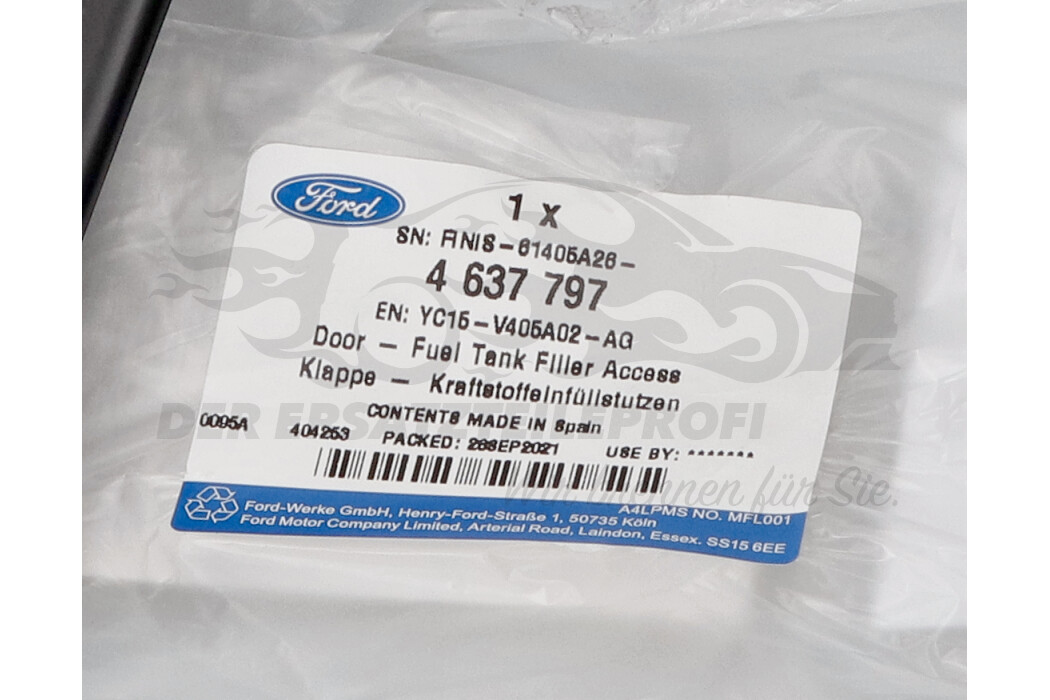 Ford
1 x
SN: FINIS-61405A26-
4 637 797
EN: YC15-V405A02-AG
Door - Fuel Tank Filler Access
Klappe - Kraftstoffeinfüllstutzen
DER ERSATZTEILEPROFI
CONTENTS MADE IN Spain
0095A 404253 PACKED: 28SEP2021 USE BY: *******
Wir brennen für Sie.
A4LPMS NO. MFL001
Ford-Werke GmbH, Henry-Ford-Straße 1, 50735 Köln
Ford Motor Company Limited, Arterial Road, Laindon, Essex. SS15 6EE